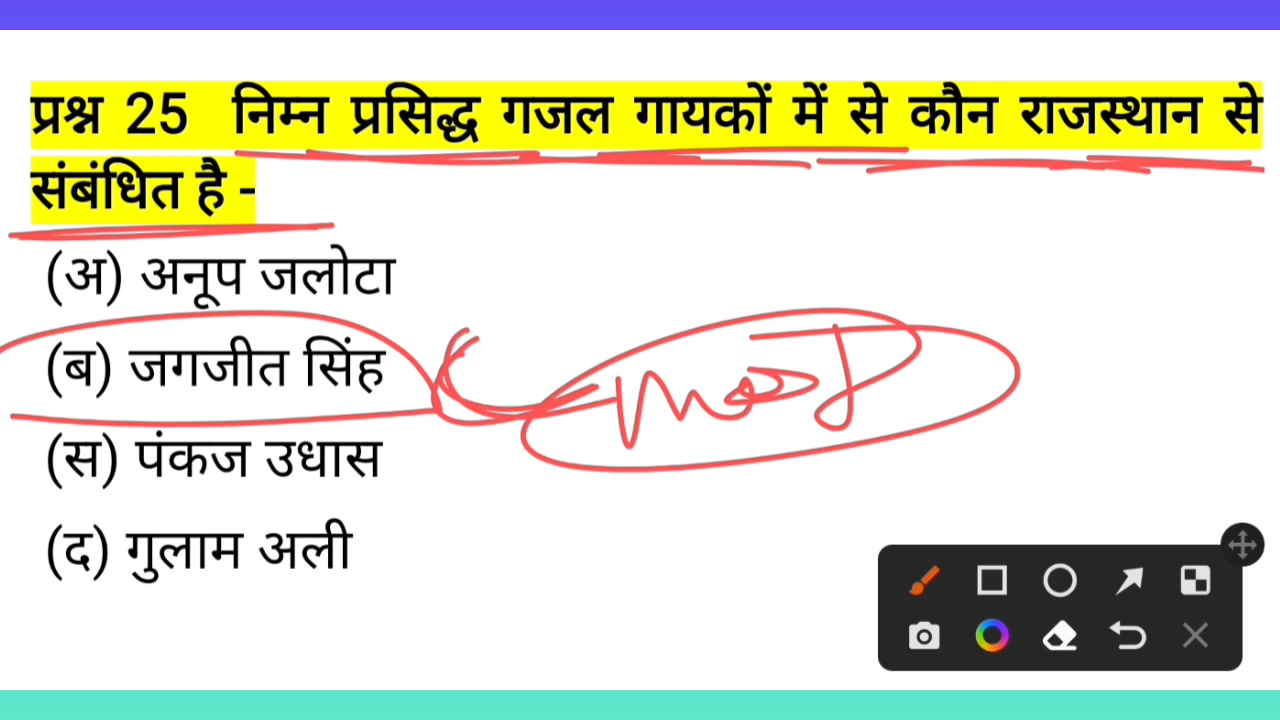 प्रश्न 25 निम्न प्रसिद्ध गजल गायकों में से कौन राजस्थान से
संबंधित है -
(अ) अनूप जलोटा
(ब) जगजीत सिंह
(स) पंकज उधास
(द) गुलाम अली